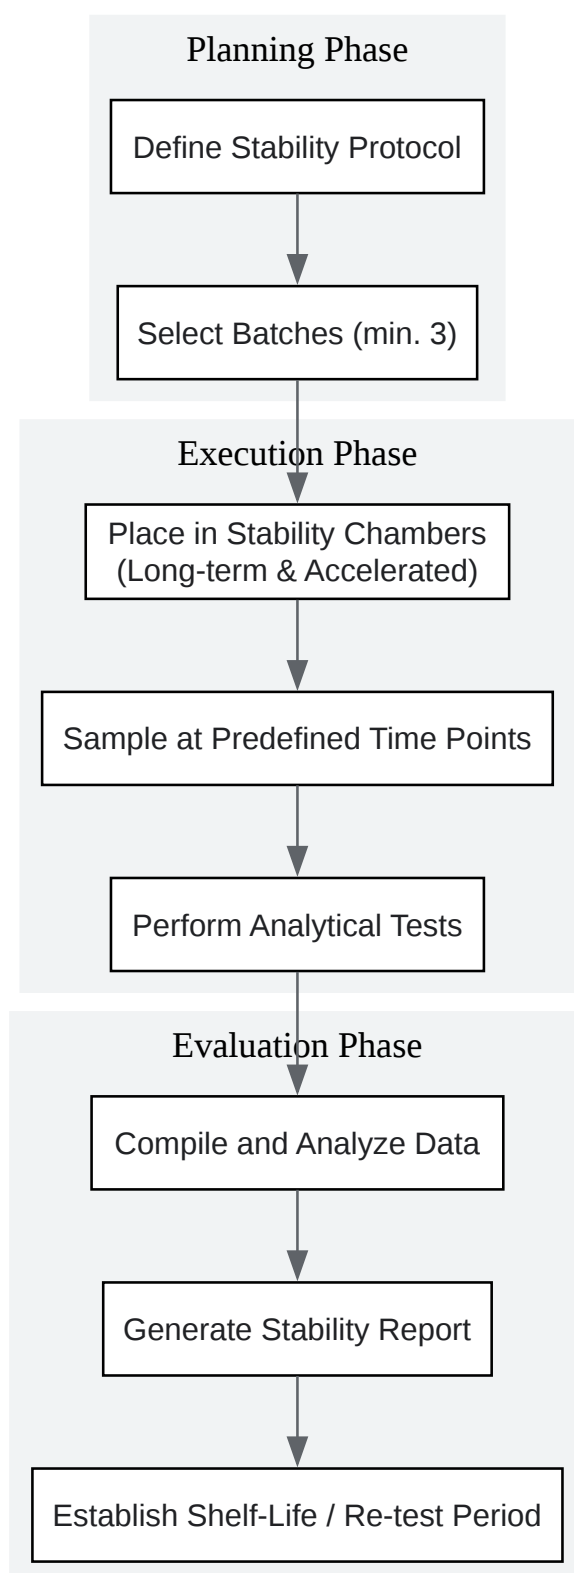 Planning Phase
Define Stability Protocol
Select Batches (min. 3)
Execution Phase
Place in Stability Chambers
(Long-term & Accelerated)
Sample at Predefined Time Points
Perform Analytical Tests
Evaluation Phase
Compile and Analyze Data
Generate Stability Report
Establish Shelf-Life / Re-test Period